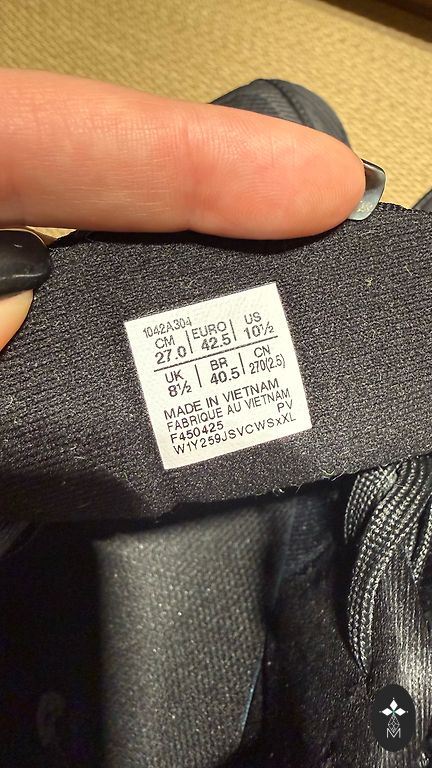 1042A304
CM EURO US
27.0 42.5 10½
UK BR CN
8½ 40.5 270(2.5)
MADE IN VIETNAM
FABRIQUE AU VIETNAM
F450425 PV
W1Y259JSVCWSxXL
M